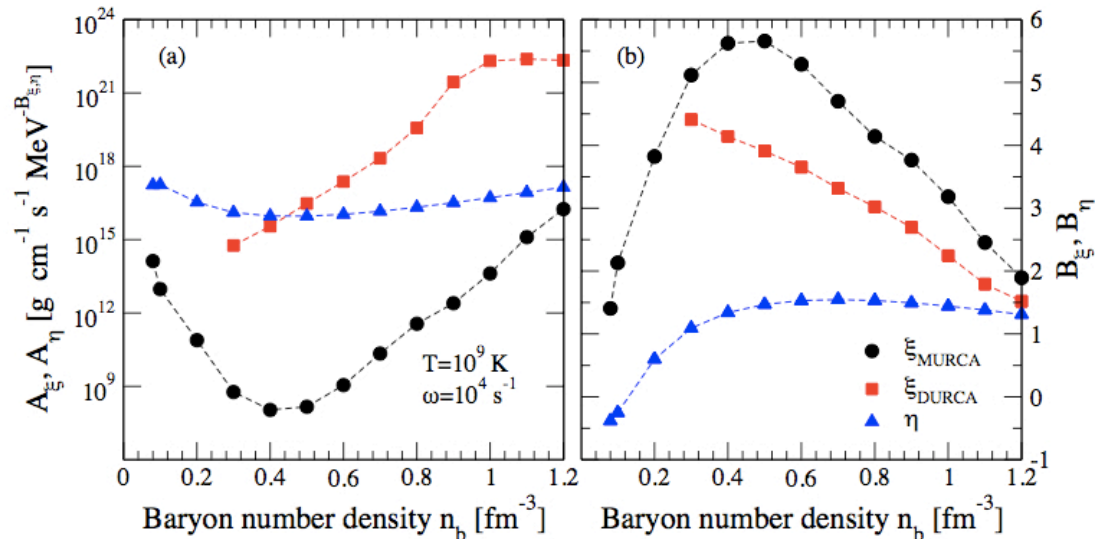 (a)
10^24
10^21
10^18
10^15
10^12
10^9
A_ξ, A_η [g cm^-1 s^-1 MeV^-B_ξ,η]
T=10^9 K
ω=10^4 s^-1
0 0.2 0.4 0.6 0.8 1 1.2
Baryon number density n_b [fm^-3]
(b)
6
5
4
3
2
1
0
-1
B_ξ, B_η
ξ_MURCA
ξ_DURCA
η
0.2 0.4 0.6 0.8 1 1.2
Baryon number density n_b [fm^-3]